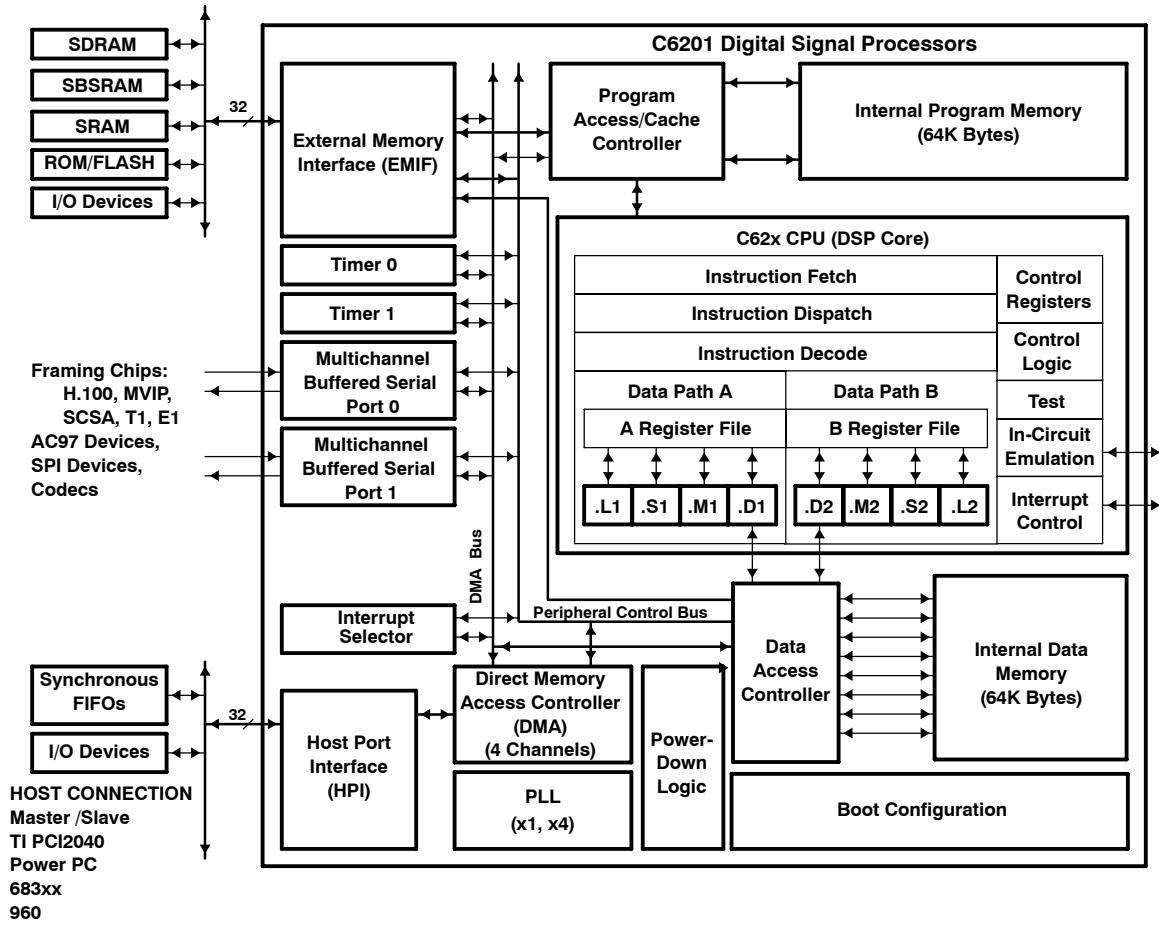 C6201 Digital Signal Processors
SDRAM
SBSRAM
SRAM
ROM/FLASH
I/O Devices
32
External Memory
Interface (EMIF)
Program
Access/Cache
Controller
Internal Program Memory
(64K Bytes)
Timer 0
Timer 1
Framing Chips:
H.100, MVIP,
SCSA, T1, E1
AC97 Devices,
SPI Devices,
Codecs
Multichannel
Buffered Serial
Port 0
Multichannel
Buffered Serial
Port 1
C62x CPU (DSP Core)
Instruction Fetch
Instruction Dispatch
Instruction Decode
Data Path A
Data Path B
A Register File
B Register File
.L1
.S1
.M1
.D1
.D2
.M2
.S2
.L2
Control
Registers
Control
Logic
Test
In-Circuit
Emulation
Interrupt
Control
DMA Bus
Peripheral Control Bus
Interrupt
Selector
Synchronous
FIFOs
I/O Devices
32
HOST CONNECTION
Master /Slave
TI PCI2040
Power PC
683xx
960
Host Port
Interface
(HPI)
Direct Memory
Access Controller
(DMA)
(4 Channels)
PLL
(x1, x4)
Power-
Down
Logic
Data
Access
Controller
Internal Data
Memory
(64K Bytes)
Boot Configuration